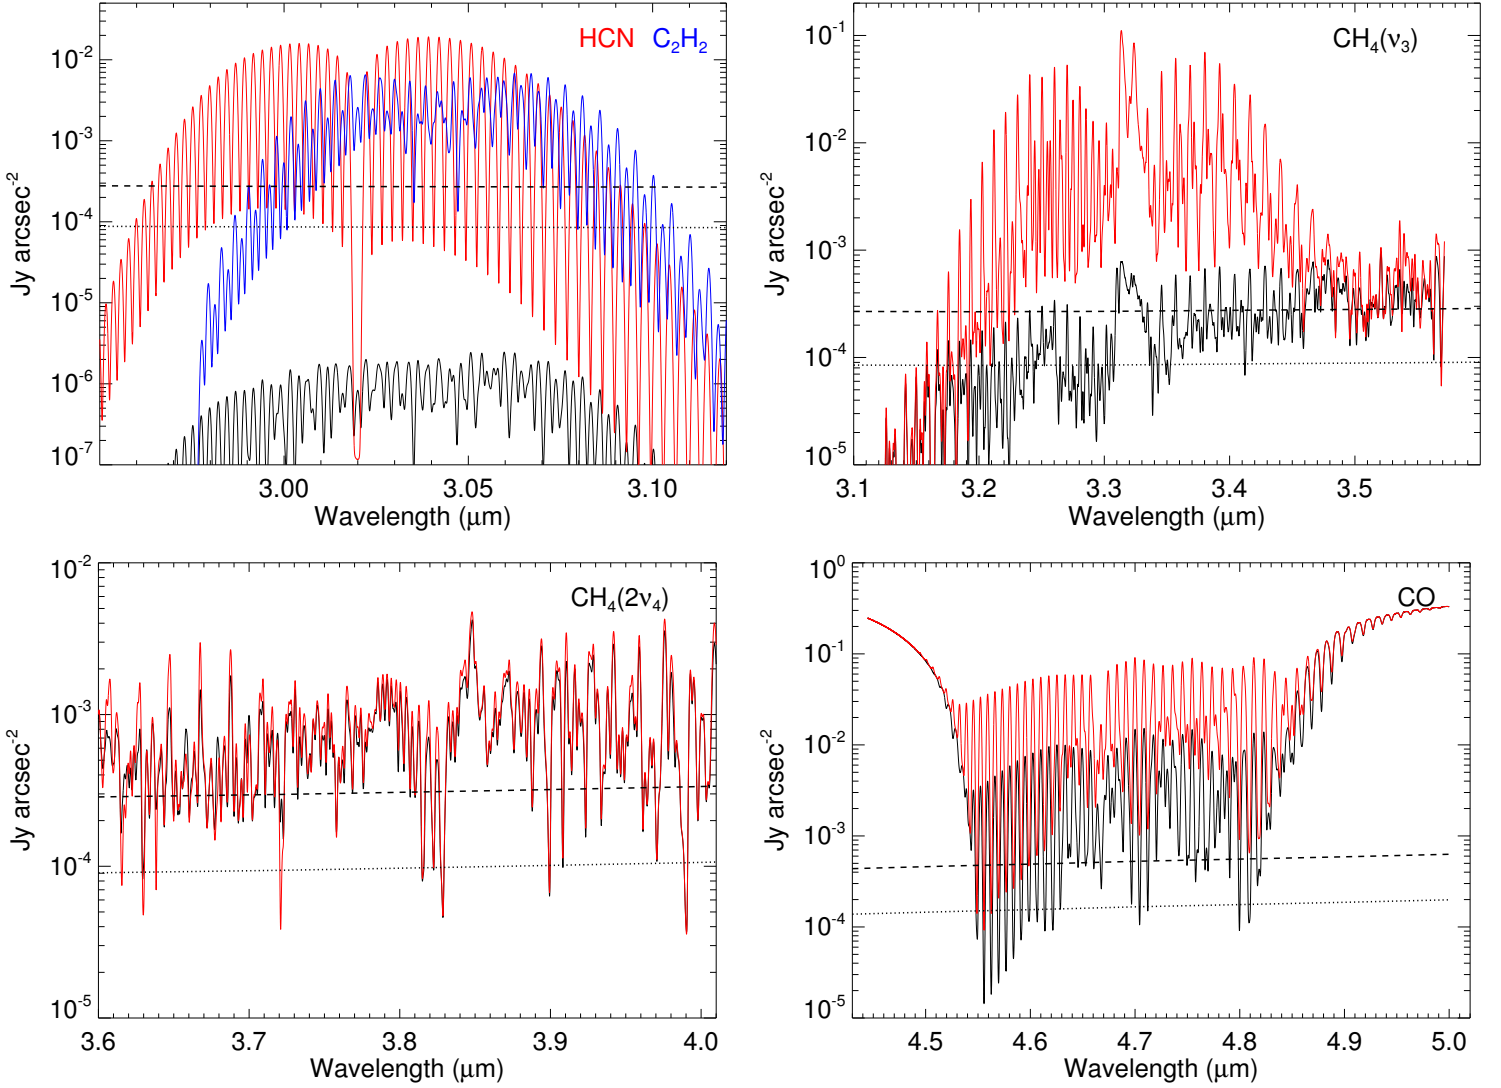 HCN C₂H₂
Jy arcsec⁻²
10⁻²
10⁻³
10⁻⁴
10⁻⁵
10⁻⁶
10⁻⁷
3.00 3.05 3.10
Wavelength (μm)
CH₄(ν₃)
Jy arcsec⁻²
10⁻¹
10⁻²
10⁻³
10⁻⁴
10⁻⁵
3.1 3.2 3.3 3.4 3.5
Wavelength (μm)
CH₄(2ν₄)
Jy arcsec⁻²
10⁻²
10⁻³
10⁻⁴
10⁻⁵
3.6 3.7 3.8 3.9 4.0
Wavelength (μm)
CO
Jy arcsec⁻²
10⁰
10⁻¹
10⁻²
10⁻³
10⁻⁴
10⁻⁵
4.5 4.6 4.7 4.8 4.9 5.0
Wavelength (μm)